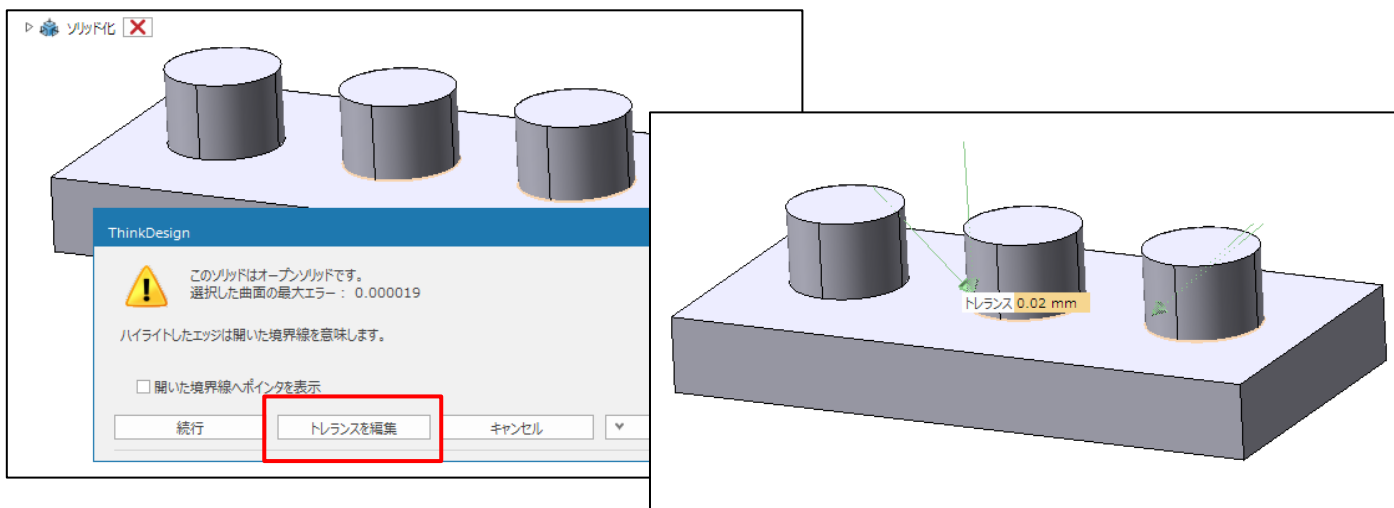 ソリッド化
ThinkDesign
このソリッドはオープンソリッドです。
選択した曲面の最大エラー： 0.000019
ハイライトしたエッジは開いた境界線を意味します。
開いた境界線へポインタを表示
続行
トレランスを編集
キャンセル
トレランス 0.02 mm